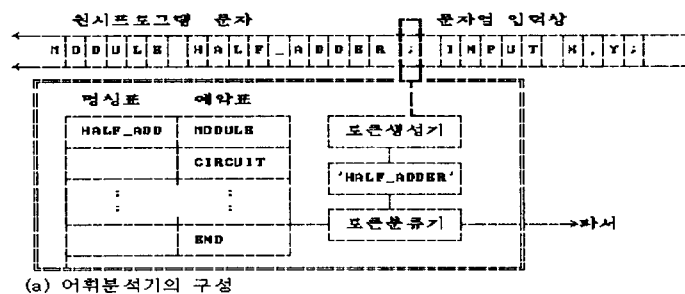 원시프로그램 문자 문자열 입력상
MODULE HALF_ADDER ; INPUT X,Y;
명칭표 예약표
HALF_ADD MODULE 토큰생성기
CIRCUIT 'HALF_ADDER'
: :
: : 토큰분류기 파서
END
(a) 어휘분석기의 구성